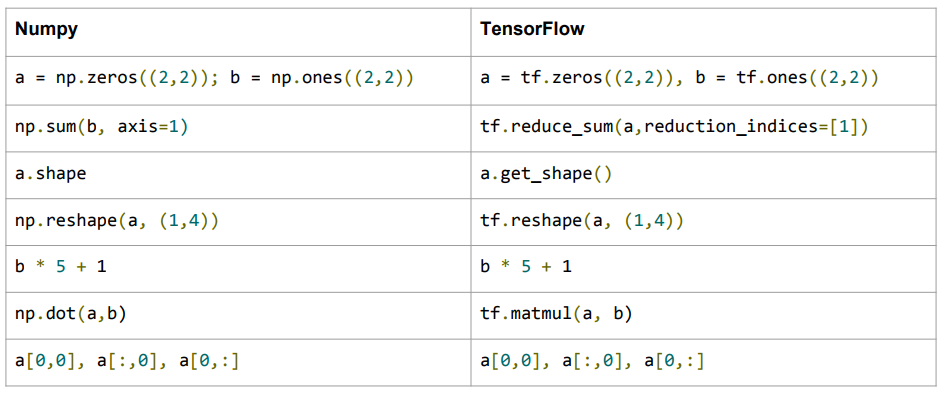 Numpy TensorFlow
a = np.zeros((2,2)); b = np.ones((2,2)) a = tf.zeros((2,2)), b = tf.ones((2,2))
np.sum(b, axis=1) tf.reduce_sum(a,reduction_indices=[1])
a.shape a.get_shape()
np.reshape(a, (1,4)) tf.reshape(a, (1,4))
b * 5 + 1 b * 5 + 1
np.dot(a,b) tf.matmul(a, b)
a[0,0], a[:,0], a[0,:] a[0,0], a[:,0], a[0,:]